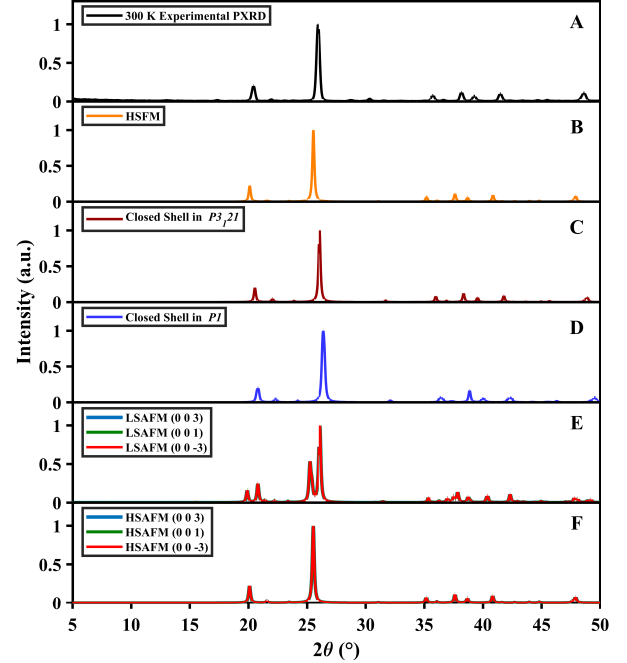 Intensity (a.u.)
1
0.5
0
300 K Experimental PXRD
A
1
0.5
0
HSFM
B
1
0.5
0
Closed Shell in P3₁21
C
1
0.5
0
Closed Shell in P1
D
1
0.5
0
LSAFM (0 0 3)
LSAFM (0 0 1)
LSAFM (0 0 -3)
E
1
0.5
0
HSAFM (0 0 3)
HSAFM (0 0 1)
HSAFM (0 0 -3)
F
5 10 15 20 25 30 35 40 45 50
2θ (°)